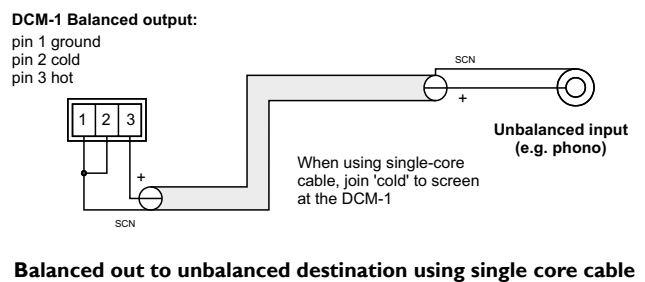 DCM-1 Balanced output:
pin 1 ground
pin 2 cold
pin 3 hot
1 2 3
+
SCN
SCN
+
Unbalanced input
(e.g. phono)
When using single-core
cable, join 'cold' to screen
at the DCM-1
Balanced out to unbalanced destination using single core cable